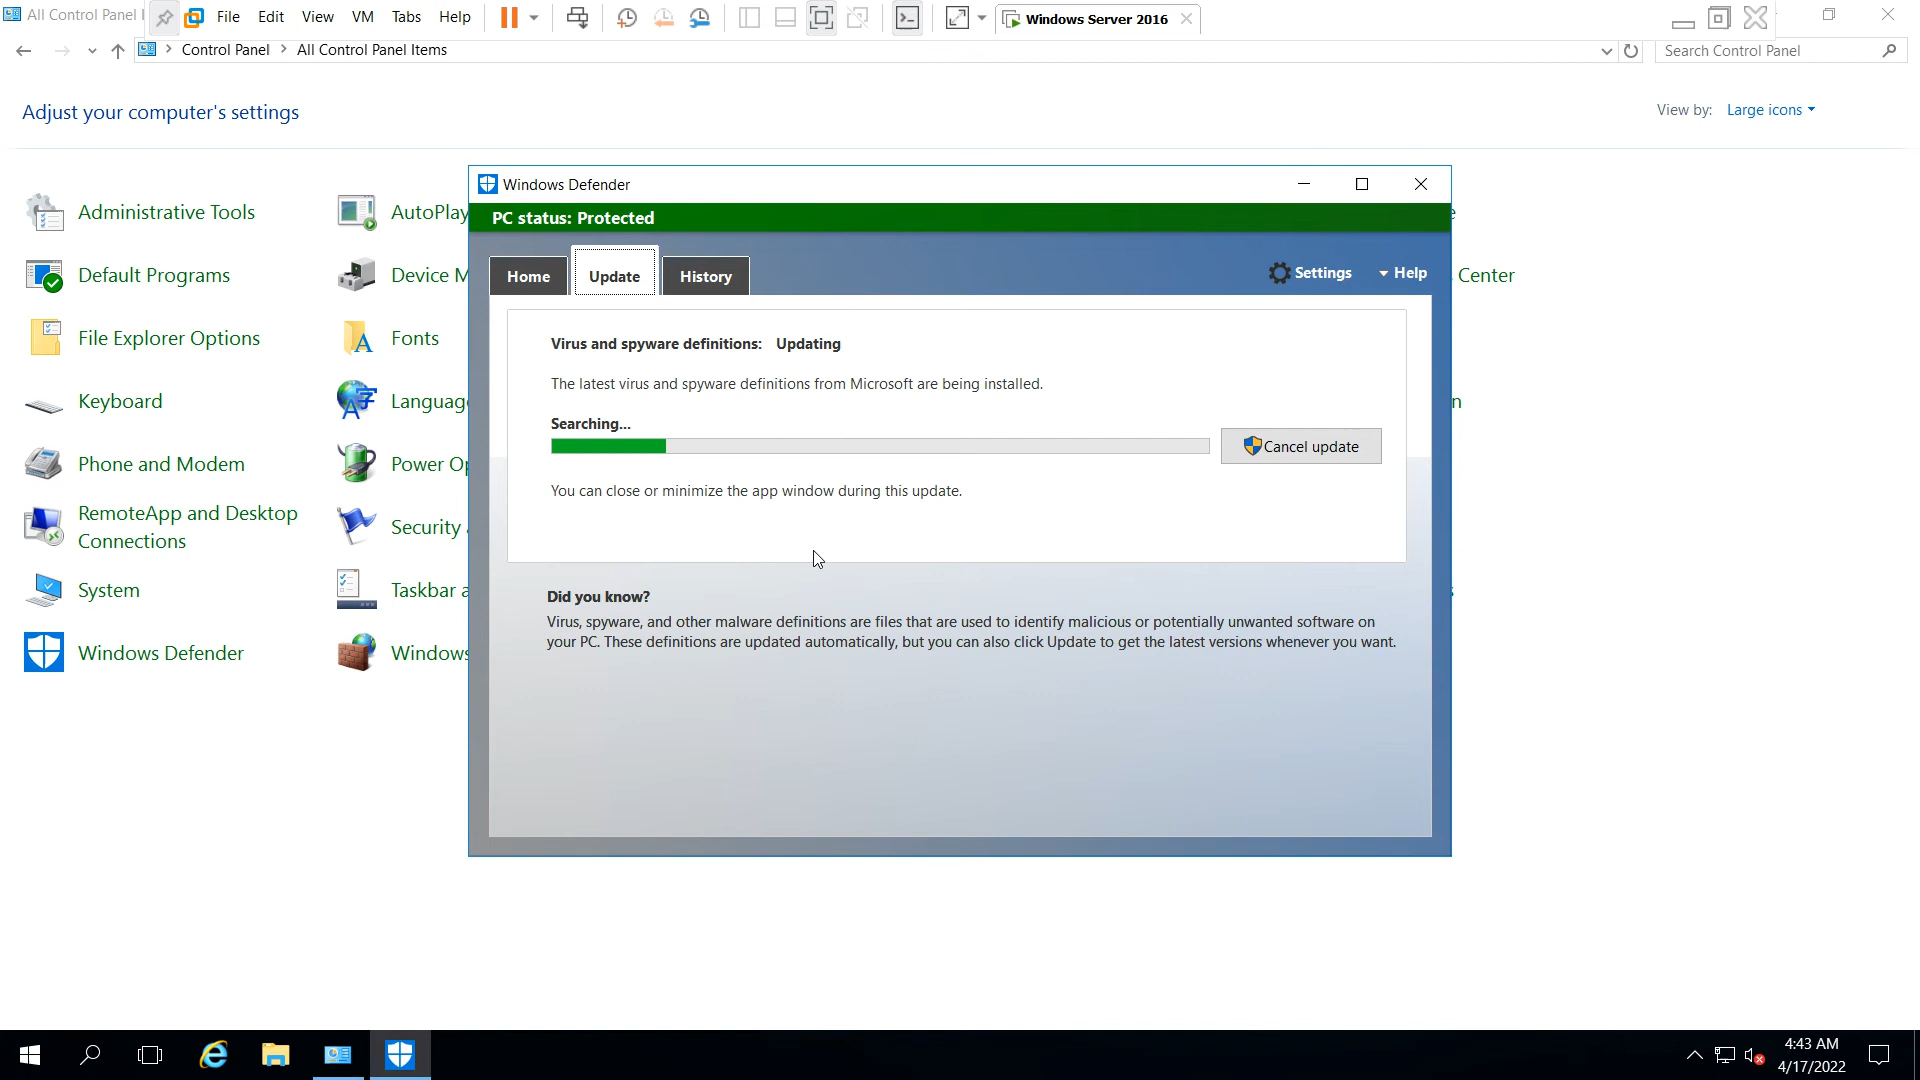 All Control Panel I
File Edit View VM Tabs Help
Windows Server 2016
Control Panel All Control Panel Items
Search Control Panel
Adjust your computer's settings
View by: Large icons
Administrative Tools
AutoPlay
Default Programs
Device M
Center
File Explorer Options
Fonts
Keyboard
Language
Phone and Modem
Power Op
RemoteApp and Desktop
Connections
Security
System
Taskbar a
Windows Defender
Windows
Windows Defender
PC status: Protected
Home
Update
History
Settings
Help
Virus and spyware definitions: Updating
The latest virus and spyware definitions from Microsoft are being installed.
Searching...
Cancel update
You can close or minimize the app window during this update.
Did you know?
Virus, spyware, and other malware definitions are files that are used to identify malicious or potentially unwanted software on
your PC. These definitions are updated automatically, but you can also click Update to get the latest versions whenever you want.
4:43 AM
4/17/2022